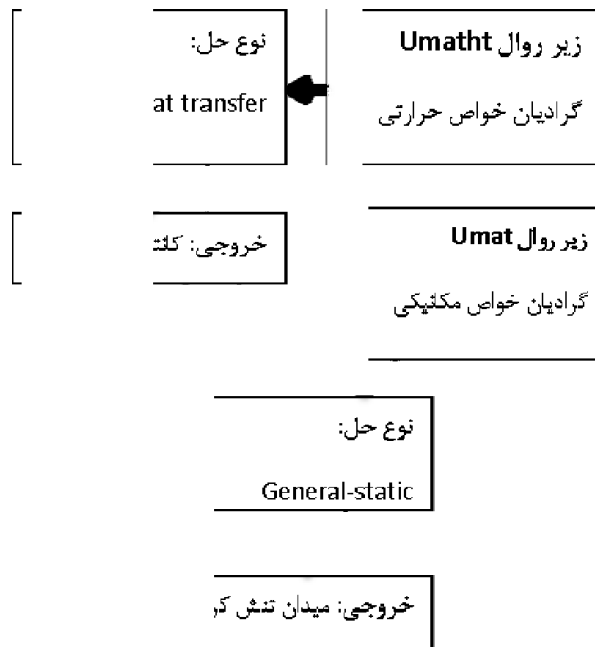 زیر روال Umatht
گرادیان خواص حرارتی
نوع حل:
at transfer
زیر روال Umat
گرادیان خواص مکانیکی
خروجی:
نوع حل:
General-static
خروجی: میدان تنش